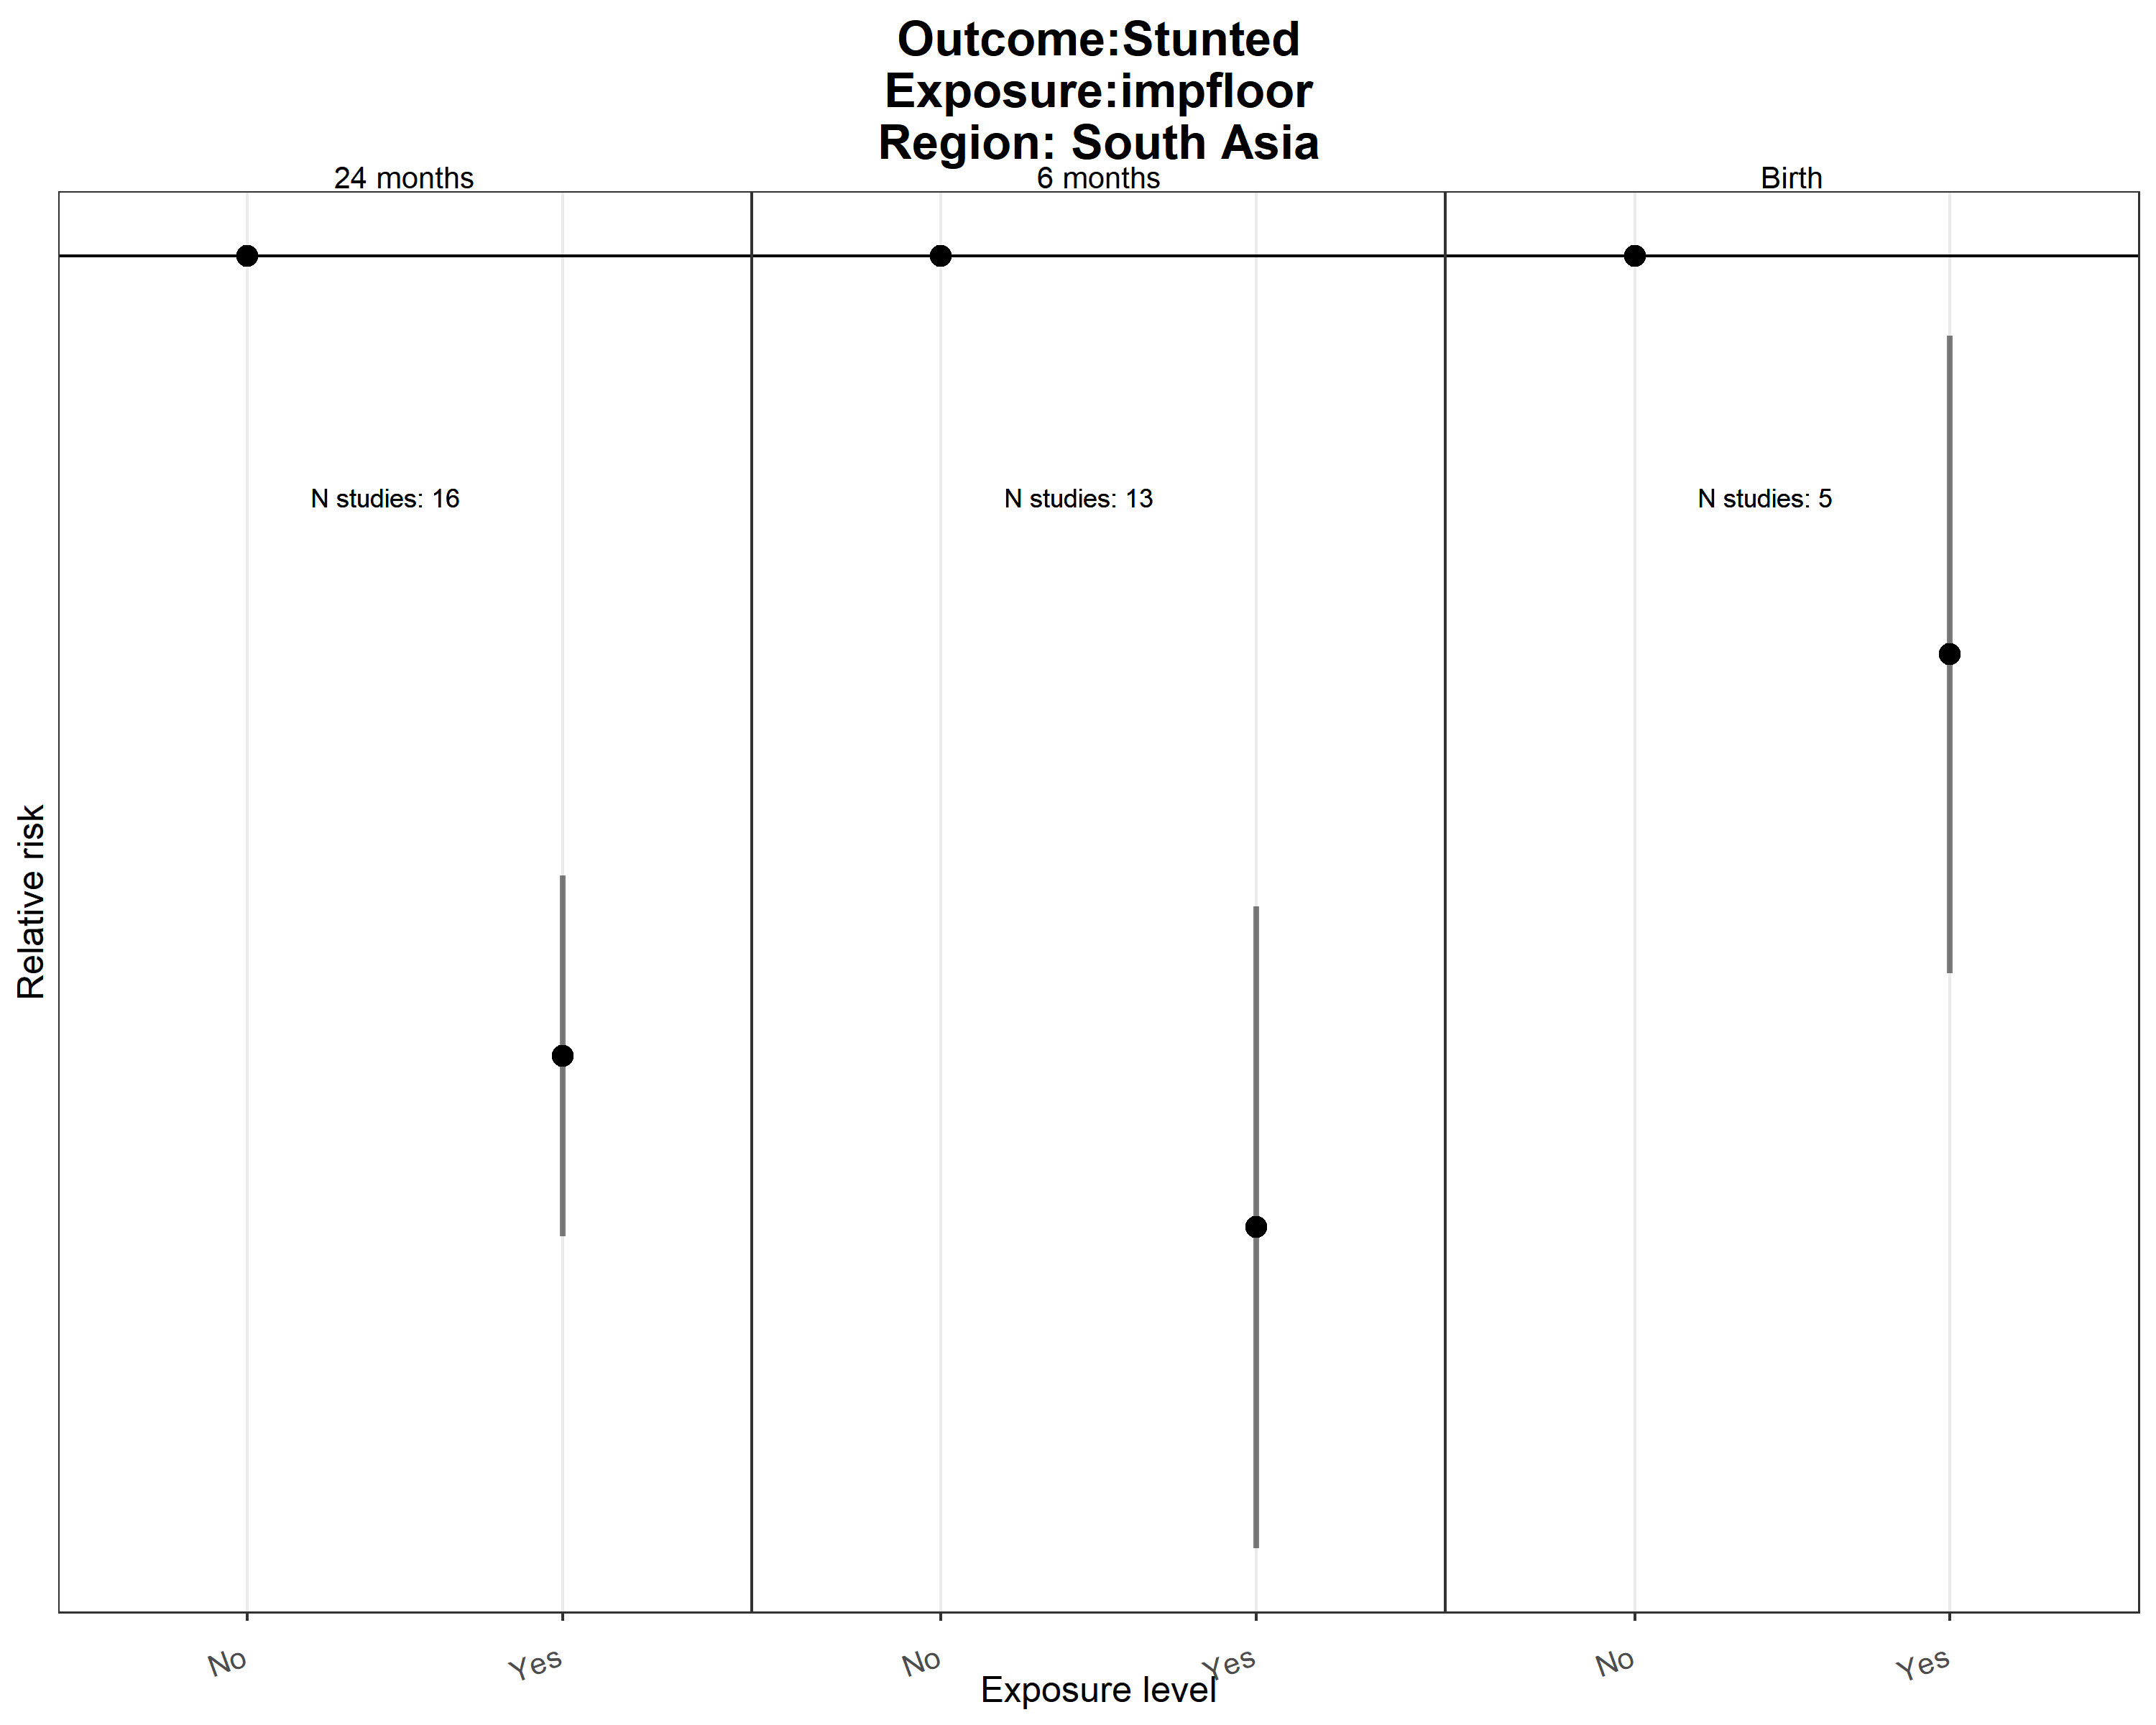 Outcome:Stunted
Exposure:impfloor
Region: South Asia
24 months
6 months
Birth
N studies: 16
N studies: 13
N studies: 5
Relative risk
No
Yes
No
Yes
No
Yes
Exposure level